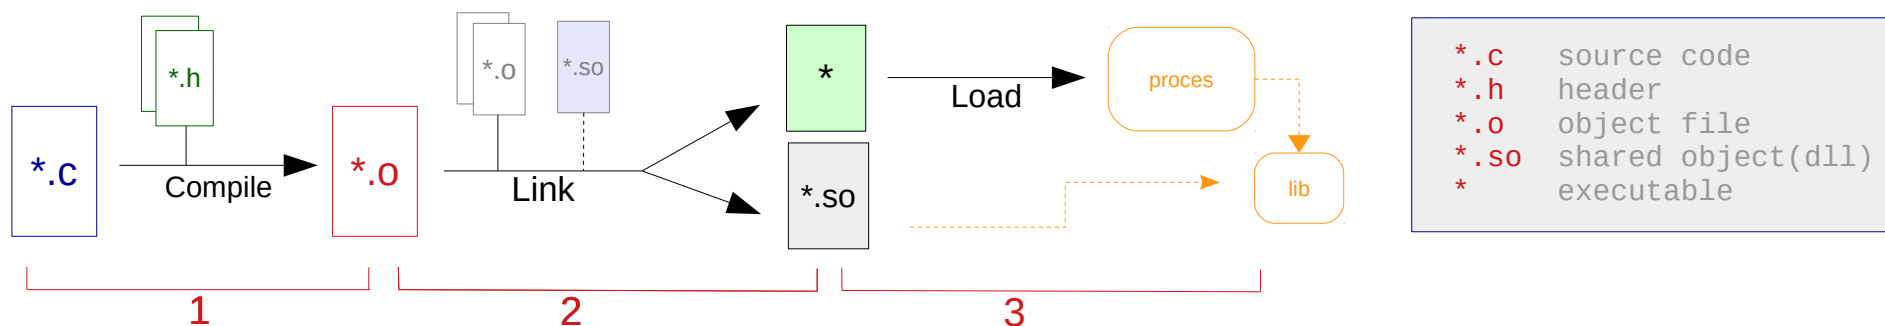 *.c
*.h
Compile
*.o
*.o
*.so
Link
*
*.so
Load
proces
lib
1
2
3
*.c source code
*.h header
*.o object file
*.so shared object(dll)
* executable